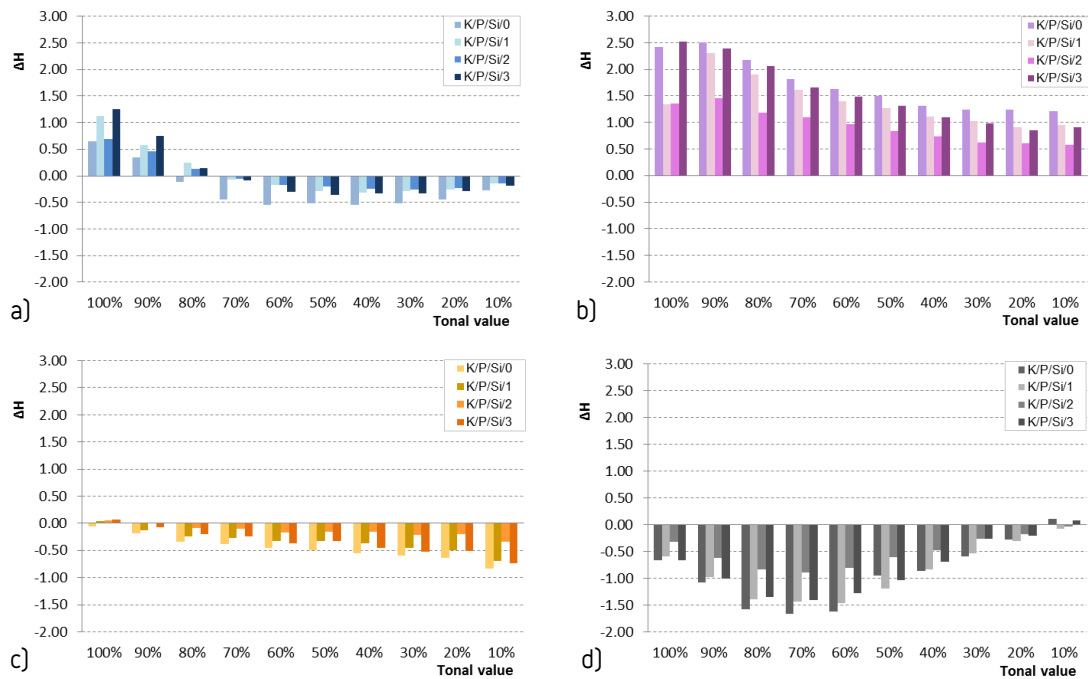 3.00
2.50
2.00
1.50
1.00
0.50
0.00
-0.50
-1.00
-1.50
-2.00
ΔH
K/P/Si/0
K/P/Si/1
K/P/Si/2
K/P/Si/3
100% 90% 80% 70% 60% 50% 40% 30% 20% 10%
Tonal value
a)
3.00
2.50
2.00
1.50
1.00
0.50
0.00
-0.50
-1.00
-1.50
-2.00
ΔH
K/P/Si/0
K/P/Si/1
K/P/Si/2
K/P/Si/3
100% 90% 80% 70% 60% 50% 40% 30% 20% 10%
Tonal value
b)
3.00
2.50
2.00
1.50
1.00
0.50
0.00
-0.50
-1.00
-1.50
-2.00
ΔH
K/P/Si/0
K/P/Si/1
K/P/Si/2
K/P/Si/3
100% 90% 80% 70% 60% 50% 40% 30% 20% 10%
Tonal value
c)
3.00
2.50
2.00
1.50
1.00
0.50
0.00
-0.50
-1.00
-1.50
-2.00
ΔH
K/P/Si/0
K/P/Si/1
K/P/Si/2
K/P/Si/3
100% 90% 80% 70% 60% 50% 40% 30% 20% 10%
Tonal value
d)